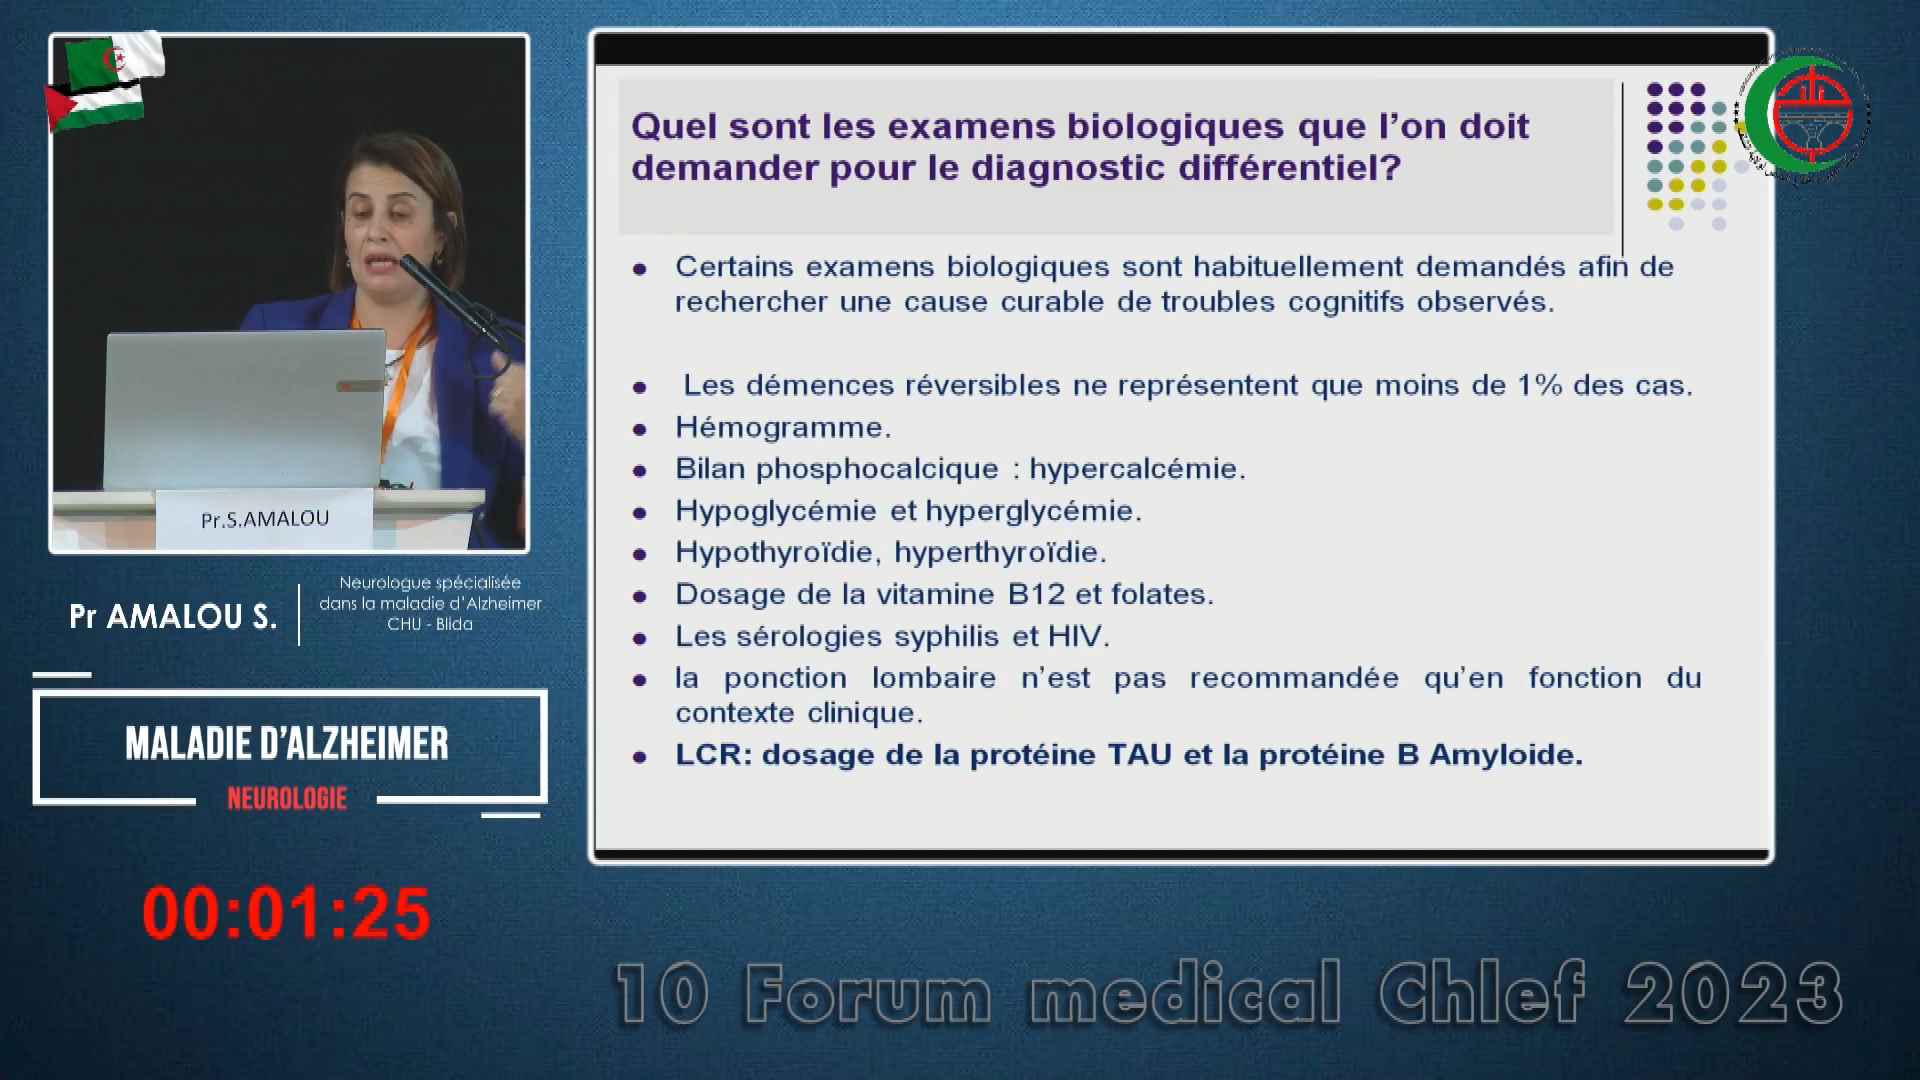 Pr.S.AMALOU
Pr AMALOU S.
Neurologue spécialisée
dans la maladie d'Alzheimer
CHU - Blida
MALADIE D'ALZHEIMER
NEUROLOGIE
00:01:25
Quel sont les examens biologiques que l'on doit
demander pour le diagnostic différentiel?
Certains examens biologiques sont habituellement demandés afin de
rechercher une cause curable de troubles cognitifs observés.
Les démences réversibles ne représentent que moins de 1% des cas.
Hémogramme.
Bilan phosphocalcique : hypercalcémie.
Hypoglycémie et hyperglycémie.
Hypothyroïdie, hyperthyroïdie.
Dosage de la vitamine B12 et folates.
Les sérologies syphilis et HIV.
la ponction lombaire n'est pas recommandée qu'en fonction du
contexte clinique.
LCR: dosage de la protéine TAU et la protéine B Amyloide.
10 Forum medical Chlef 2023